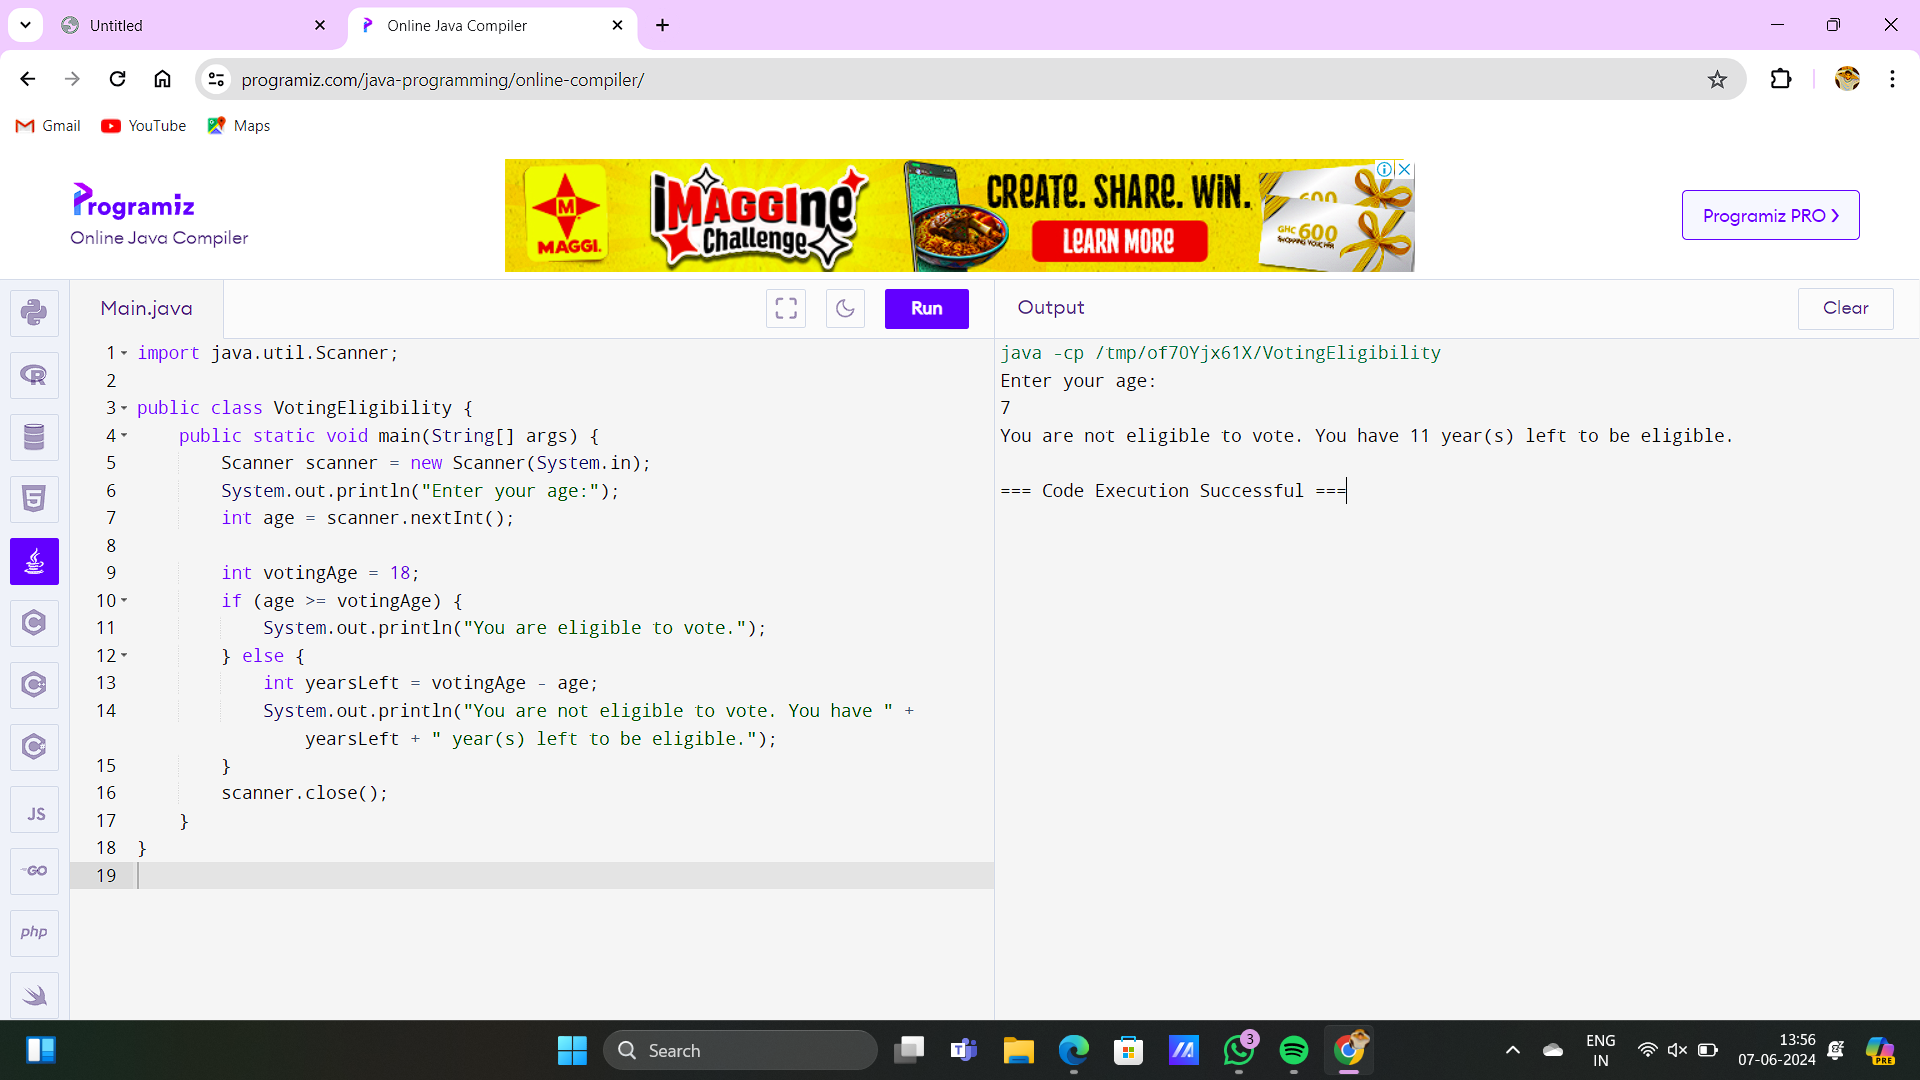 Untitled
Online Java Compiler
programiz.com/java-programming/online-compiler/
Gmail YouTube Maps
Programiz
Online Java Compiler
MAGGI.
iMAGGIne
Challenge
CREATE. SHARE. WIN.
LEARN MORE
600
GHC 600
SHOPPING VOUCHER
Programiz PRO ❯
Main.java
Run
Output
Clear
1 import java.util.Scanner;
2
3 public class VotingEligibility {
4 public static void main(String[] args) {
5 Scanner scanner = new Scanner(System.in);
6 System.out.println("Enter your age:");
7 int age = scanner.nextInt();
8
9 int votingAge = 18;
10 if (age >= votingAge) {
11 System.out.println("You are eligible to vote.");
12 } else {
13 int yearsLeft = votingAge - age;
14 System.out.println("You are not eligible to vote. You have " +
yearsLeft + " year(s) left to be eligible.");
15 }
16 scanner.close();
17 }
18 }
19
java -cp /tmp/of7OYjx61X/VotingEligibility
Enter your age:
7
You are not eligible to vote. You have 11 year(s) left to be eligible.
=== Code Execution Successful ===
R
5
C
C
C
JS
GO
php
Search
T
3
ENG
IN
13:56
07-06-2024
PRE